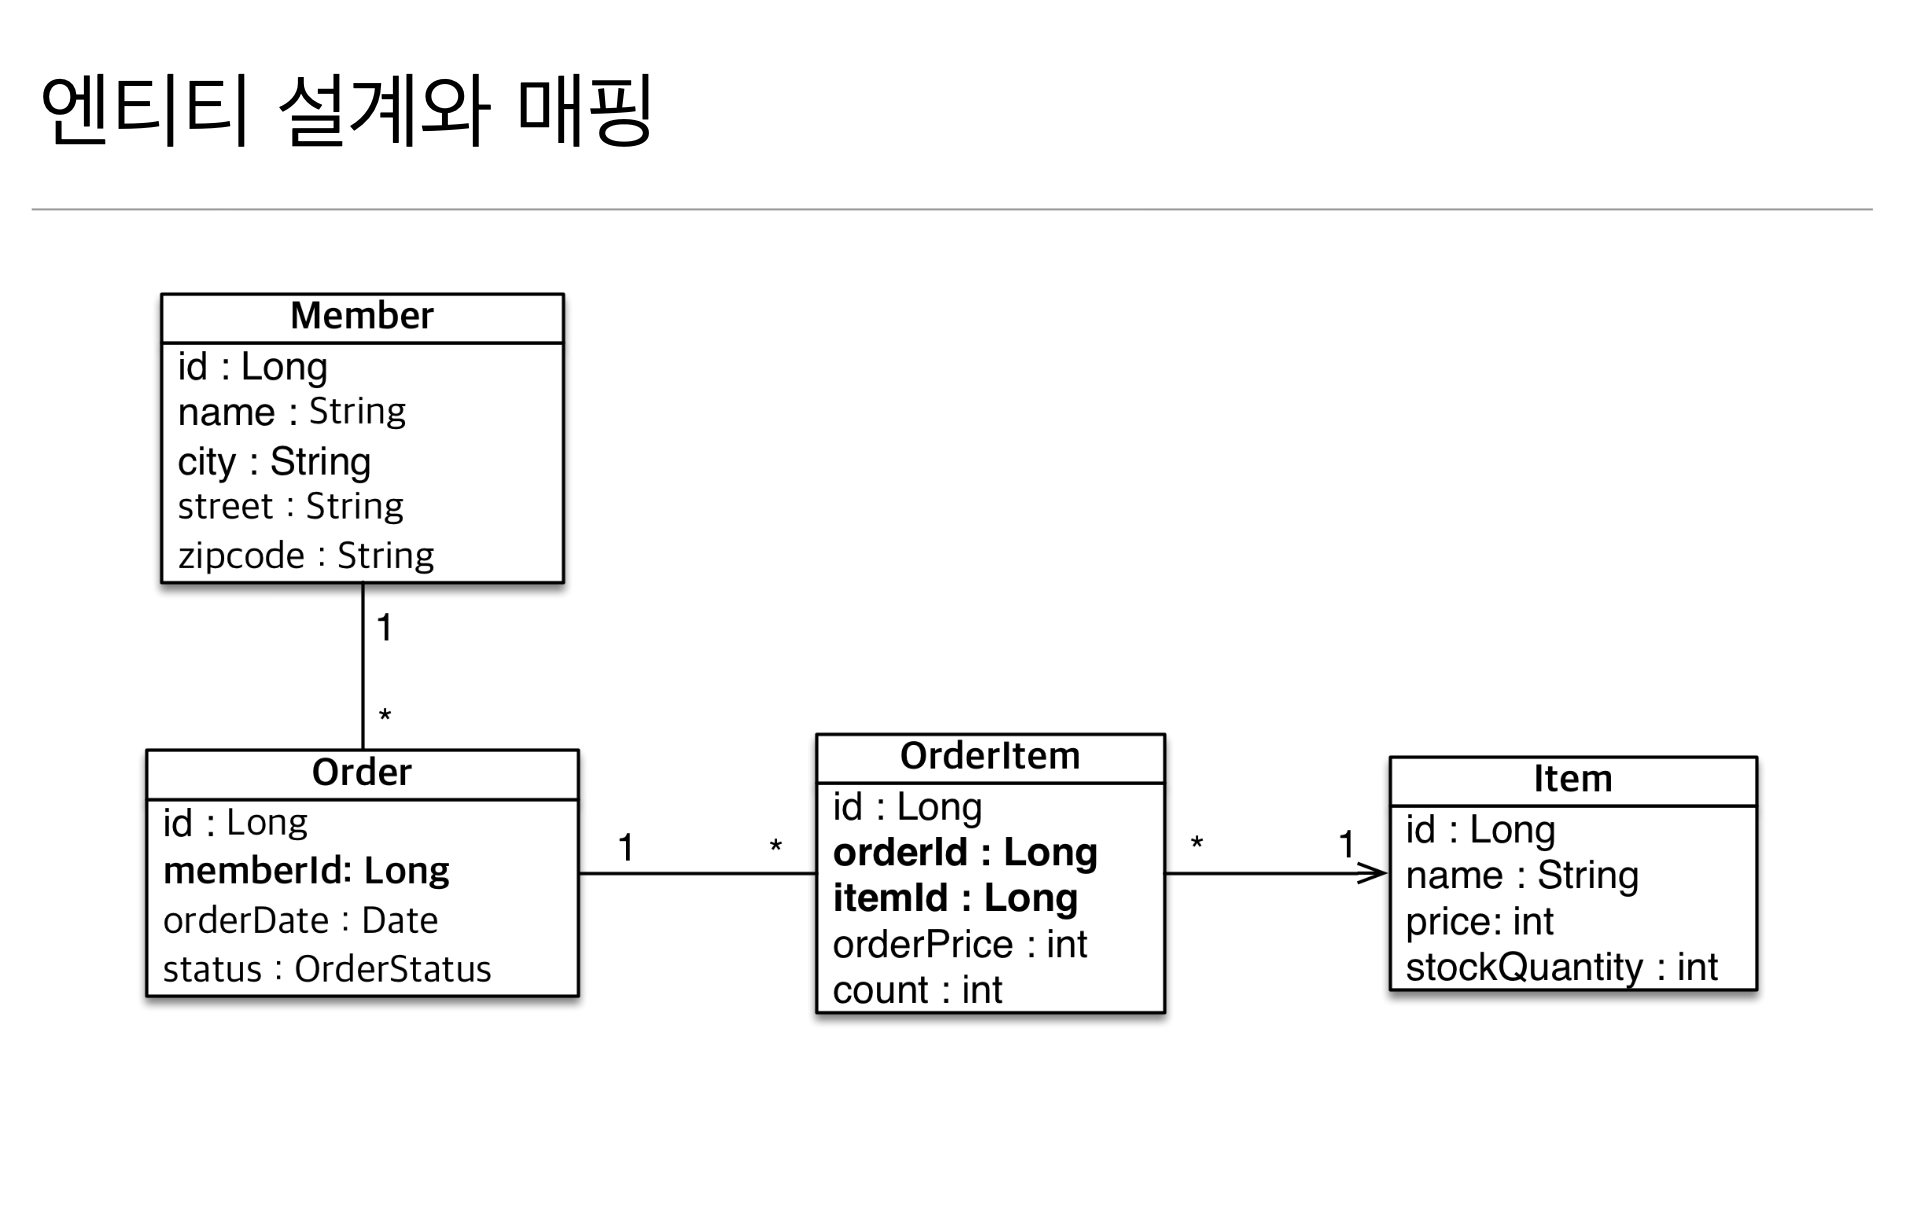 엔티티 설계와 매핑
Member
id : Long
name : String
city : String
street : String
zipcode : String
1
*
Order
id : Long
memberId: Long
orderDate : Date
status : OrderStatus
1
*
OrderItem
id : Long
orderId : Long
itemId : Long
orderPrice : int
count : int
*
1
Item
id : Long
name : String
price: int
stockQuantity : int